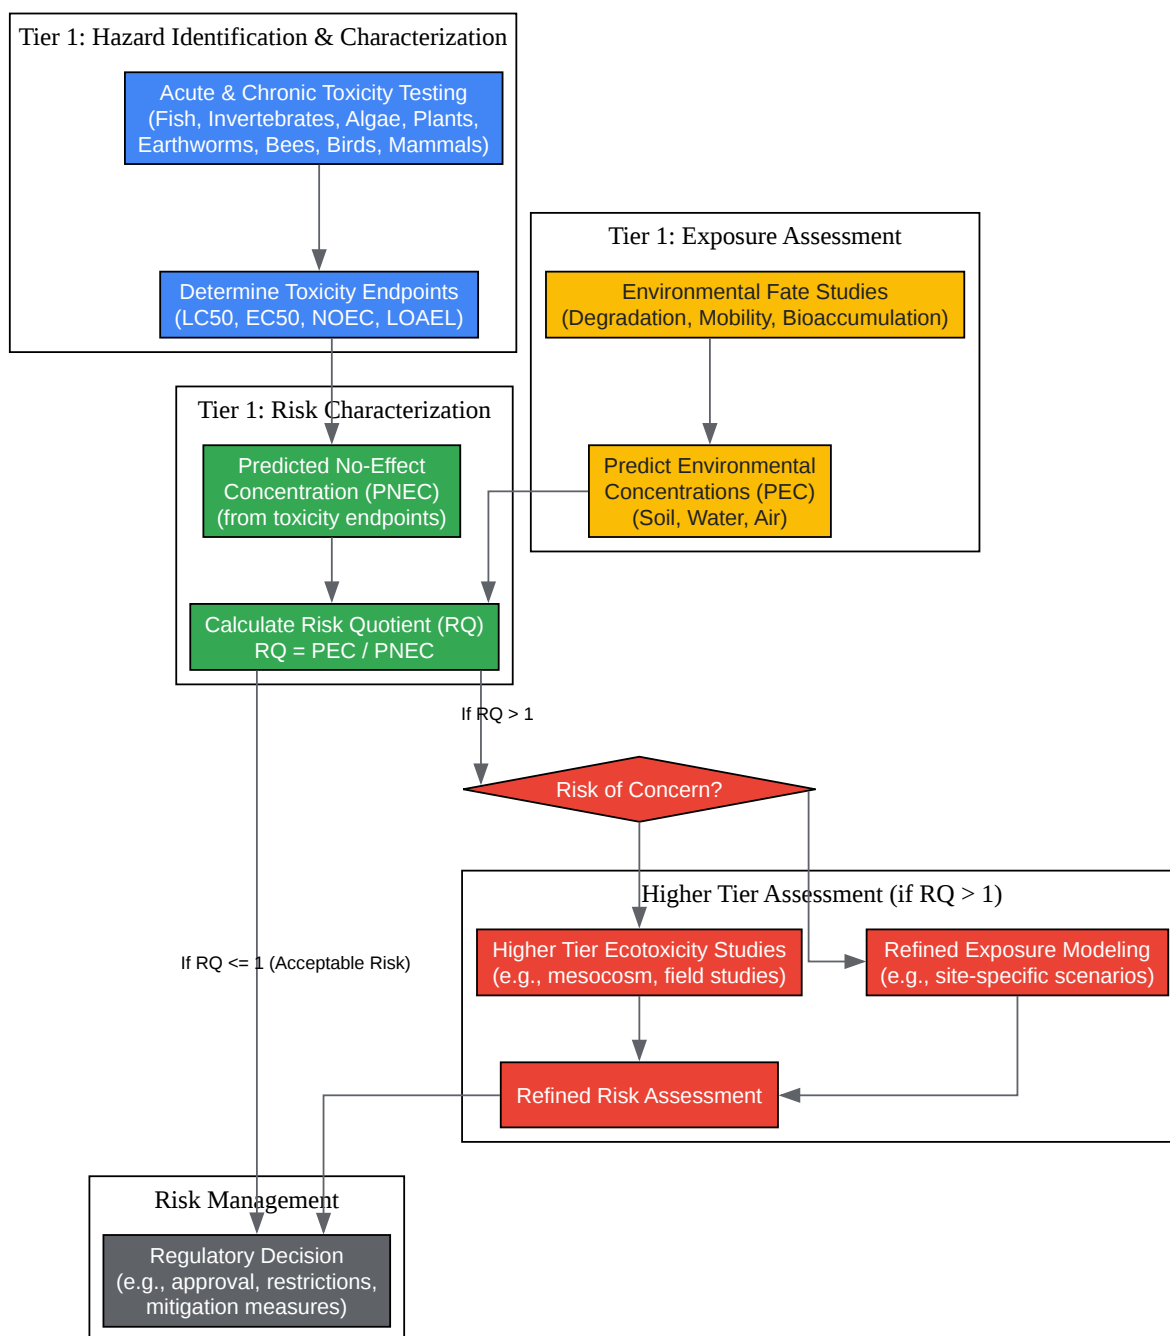 Tier 1: Hazard Identification & Characterization
Acute & Chronic Toxicity Testing
(Fish, Invertebrates, Algae, Plants,
Earthworms, Bees, Birds, Mammals)
Determine Toxicity Endpoints
(LC50, EC50, NOEC, LOAEL)
Tier 1: Exposure Assessment
Environmental Fate Studies
(Degradation, Mobility, Bioaccumulation)
Predict Environmental
Concentrations (PEC)
(Soil, Water, Air)
Tier 1: Risk Characterization
Predicted No-Effect
Concentration (PNEC)
(from toxicity endpoints)
Calculate Risk Quotient (RQ)
RQ = PEC / PNEC
If RQ > 1
Risk of Concern?
Higher Tier Assessment (if RQ > 1)
Higher Tier Ecotoxicity Studies
(e.g., mesocosm, field studies)
Refined Exposure Modeling
(e.g., site-specific scenarios)
If RQ <= 1 (Acceptable Risk)
Refined Risk Assessment
Risk Management
Regulatory Decision
(e.g., approval, restrictions,
mitigation measures)